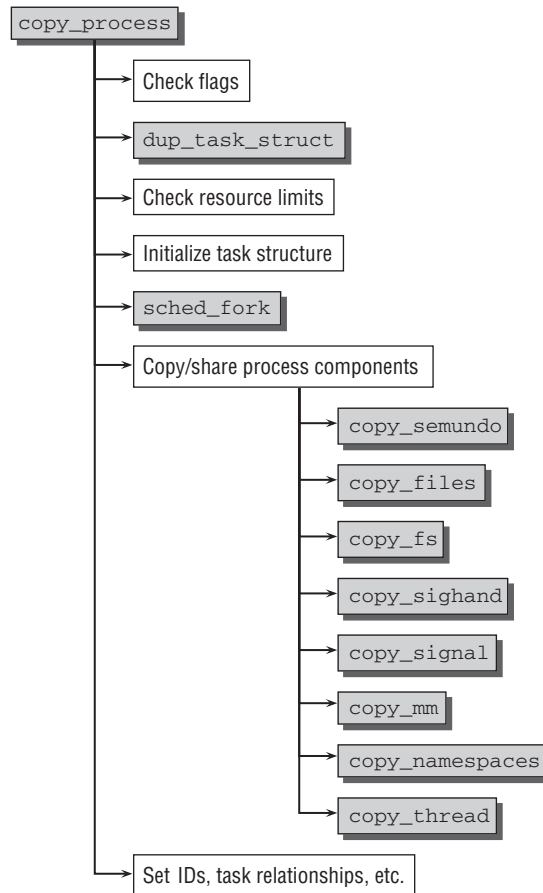 copy_process
Check flags
dup_task_struct
Check resource limits
Initialize task structure
sched_fork
Copy/share process components
copy_semundo
copy_files
copy_fs
copy_sighand
copy_signal
copy_mm
copy_namespaces
copy_thread
Set IDs, task relationships, etc.